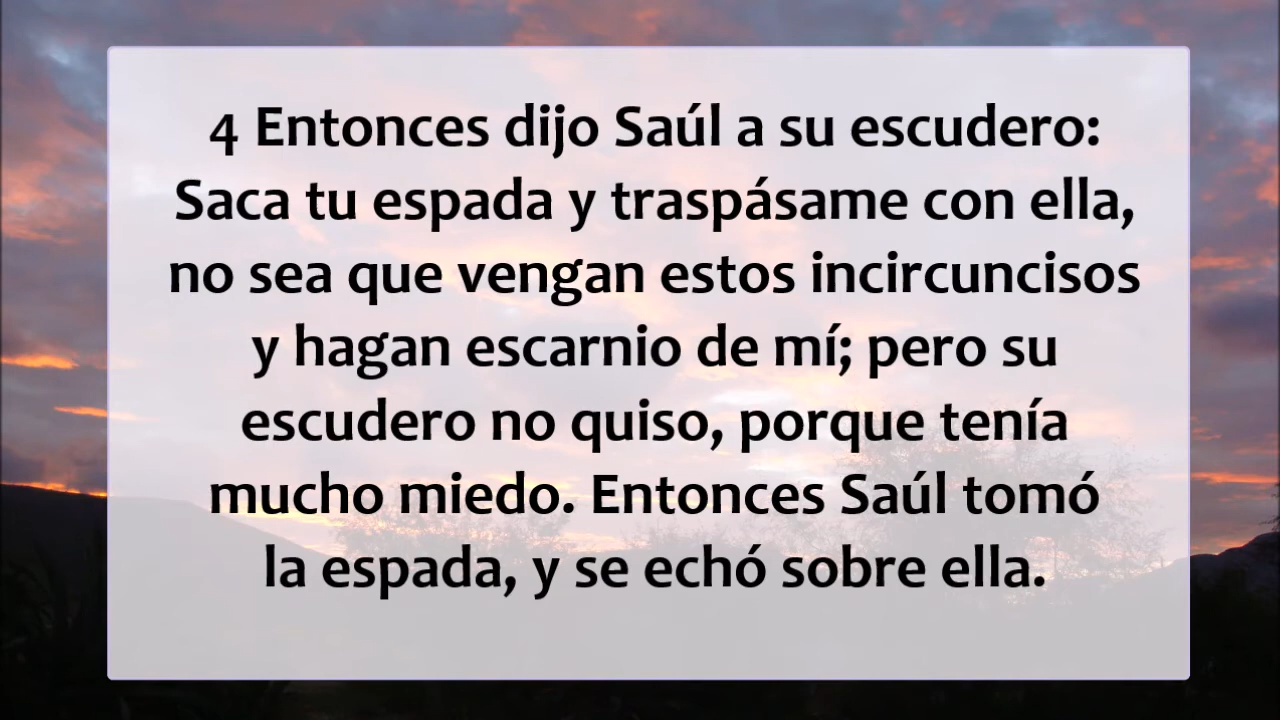 4 Entonces dijo Saúl a su escudero:
Saca tu espada y traspásame con ella,
no sea que vengan estos incircuncisos
y hagan escarnio de mí; pero su
escudero no quiso, porque tenía
mucho miedo. Entonces Saúl tomó
la espada, y se echó sobre ella.